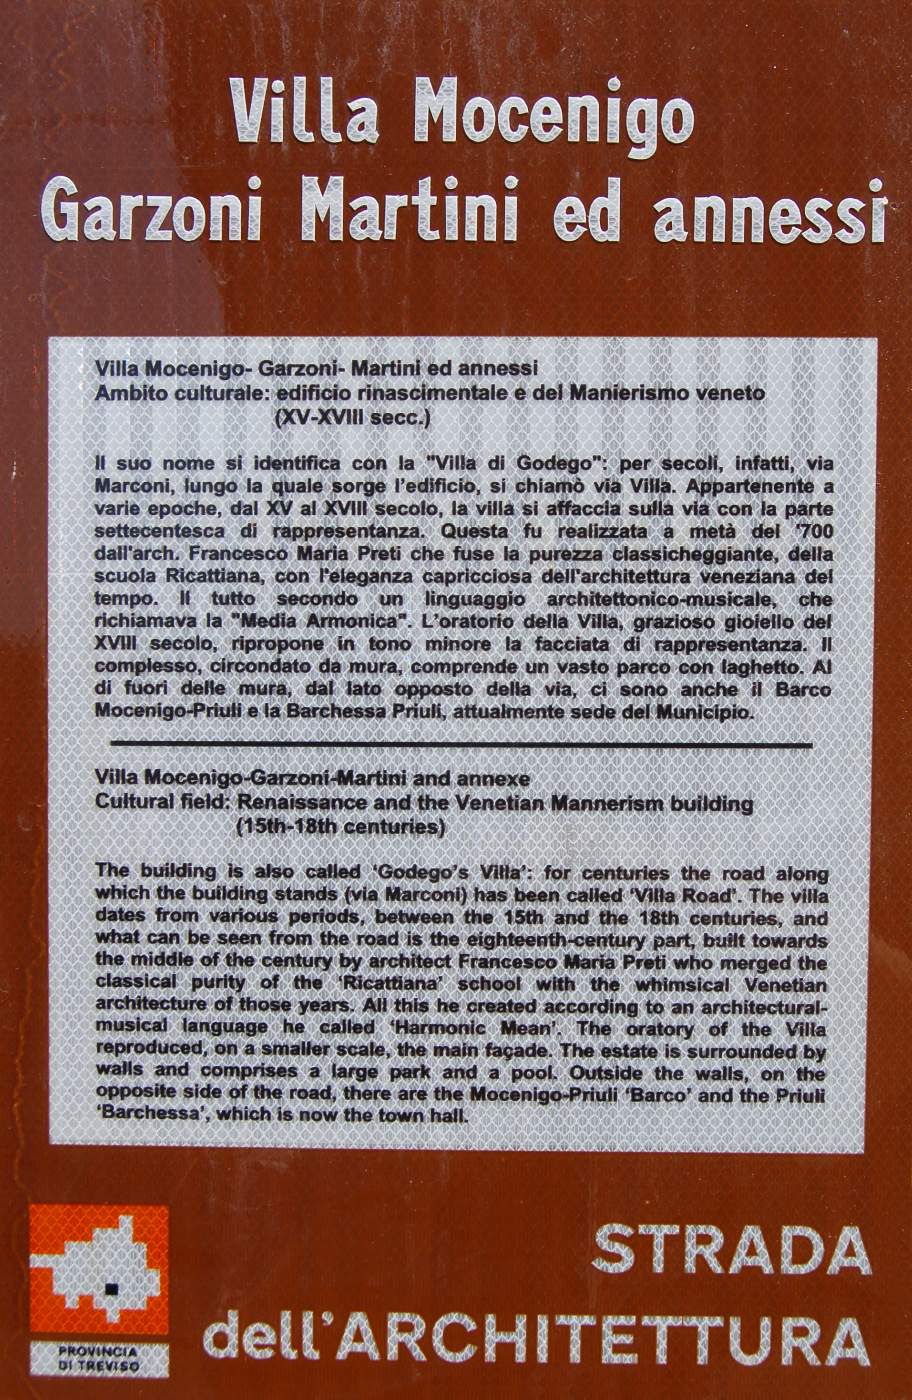 Villa Mocenigo
Garzoni Martini ed annessi
Villa Mocenigo- Garzoni- Martini ed annessi
Ambito culturale: edificio rinascimentale e del Manierismo veneto
(XV-XVIII secc.)
Il suo nome si identifica con la "Villa di Godego": per secoli, infatti, via
Marconi, lungo la quale sorge l'edificio, si chiamò via Villa. Appartenente a
varie epoche, dal XV al XVIII secolo, la villa si affaccia sulla via con la parte
settecentesca di rappresentanza. Questa fu realizzata a metà del '700
dall'arch. Francesco Maria Preti che fuse la purezza classicheggiante, della
scuola Ricattiana, con l'eleganza capricciosa dell'architettura veneziana del
tempo. Il tutto secondo un linguaggio architettonico-musicale, che
richiamava la "Media Armonica". L'oratorio della Villa, grazioso gioiello del
XVIII secolo, ripropone in tono minore la facciata di rappresentanza. Il
complesso, circondato da mura, comprende un vasto parco con laghetto. Al
di fuori delle mura, dal lato opposto della via, ci sono anche il Barco
Mocenigo-Priuli e la Barchessa Priuli, attualmente sede del Municipio.
Villa Mocenigo-Garzoni-Martini and annexe
Cultural field: Renaissance and the Venetian Mannerism building
(15th-18th centuries)
The building is also called 'Godego's Villa': for centuries the road along
which the building stands (via Marconi) has been called 'Villa Road'. The villa
dates from various periods, between the 15th and the 18th centuries, and
what can be seen from the road is the eighteenth-century part, built towards
the middle of the century by architect Francesco Maria Preti who merged the
classical purity of the 'Ricattiana' school with the whimsical Venetian
architecture of those years. All this he created according to an architectural-
musical language he called 'Harmonic Mean'. The oratory of the Villa
reproduced, on a smaller scale, the main façade. The estate is surrounded by
walls and comprises a large park and a pool. Outside the walls, on the
opposite side of the road, there are the Mocenigo-Priuli 'Barco' and the Priuli
'Barchessa', which is now the town hall.
STRADA
dell'ARCHITETTURA
PROVINCIA
DI TREVISO